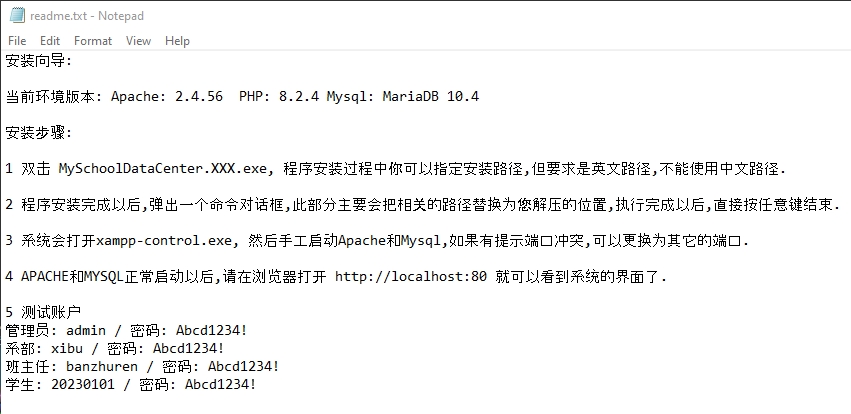 readme.txt - Notepad
File Edit Format View Help
安装向导:
当前环境版本: Apache: 2.4.56  PHP: 8.2.4 Mysql: MariaDB 10.4
安装步骤:
1 双击 MySchoolDataCenter.XXX.exe, 程序安装过程中你可以指定安装路径,但要求是英文路径,不能使用中文路径.
2 程序安装完成以后,弹出一个命令对话框,此部分主要会把相关的路径替换为您解压的位置,执行完成以后,直接按任意键结束.
3 系统会打开xampp-control.exe, 然后手工启动Apache和Mysql,如果有提示端口冲突,可以更换为其它的端口.
4 APACHE和MYSQL正常启动以后,请在浏览器打开 http://localhost:80 就可以看到系统的界面了.
5 测试账户
管理员: admin / 密码: Abcd1234!
系部: xibu / 密码: Abcd1234!
班主任: banzhuren / 密码: Abcd1234!
学生: 20230101 / 密码: Abcd1234!